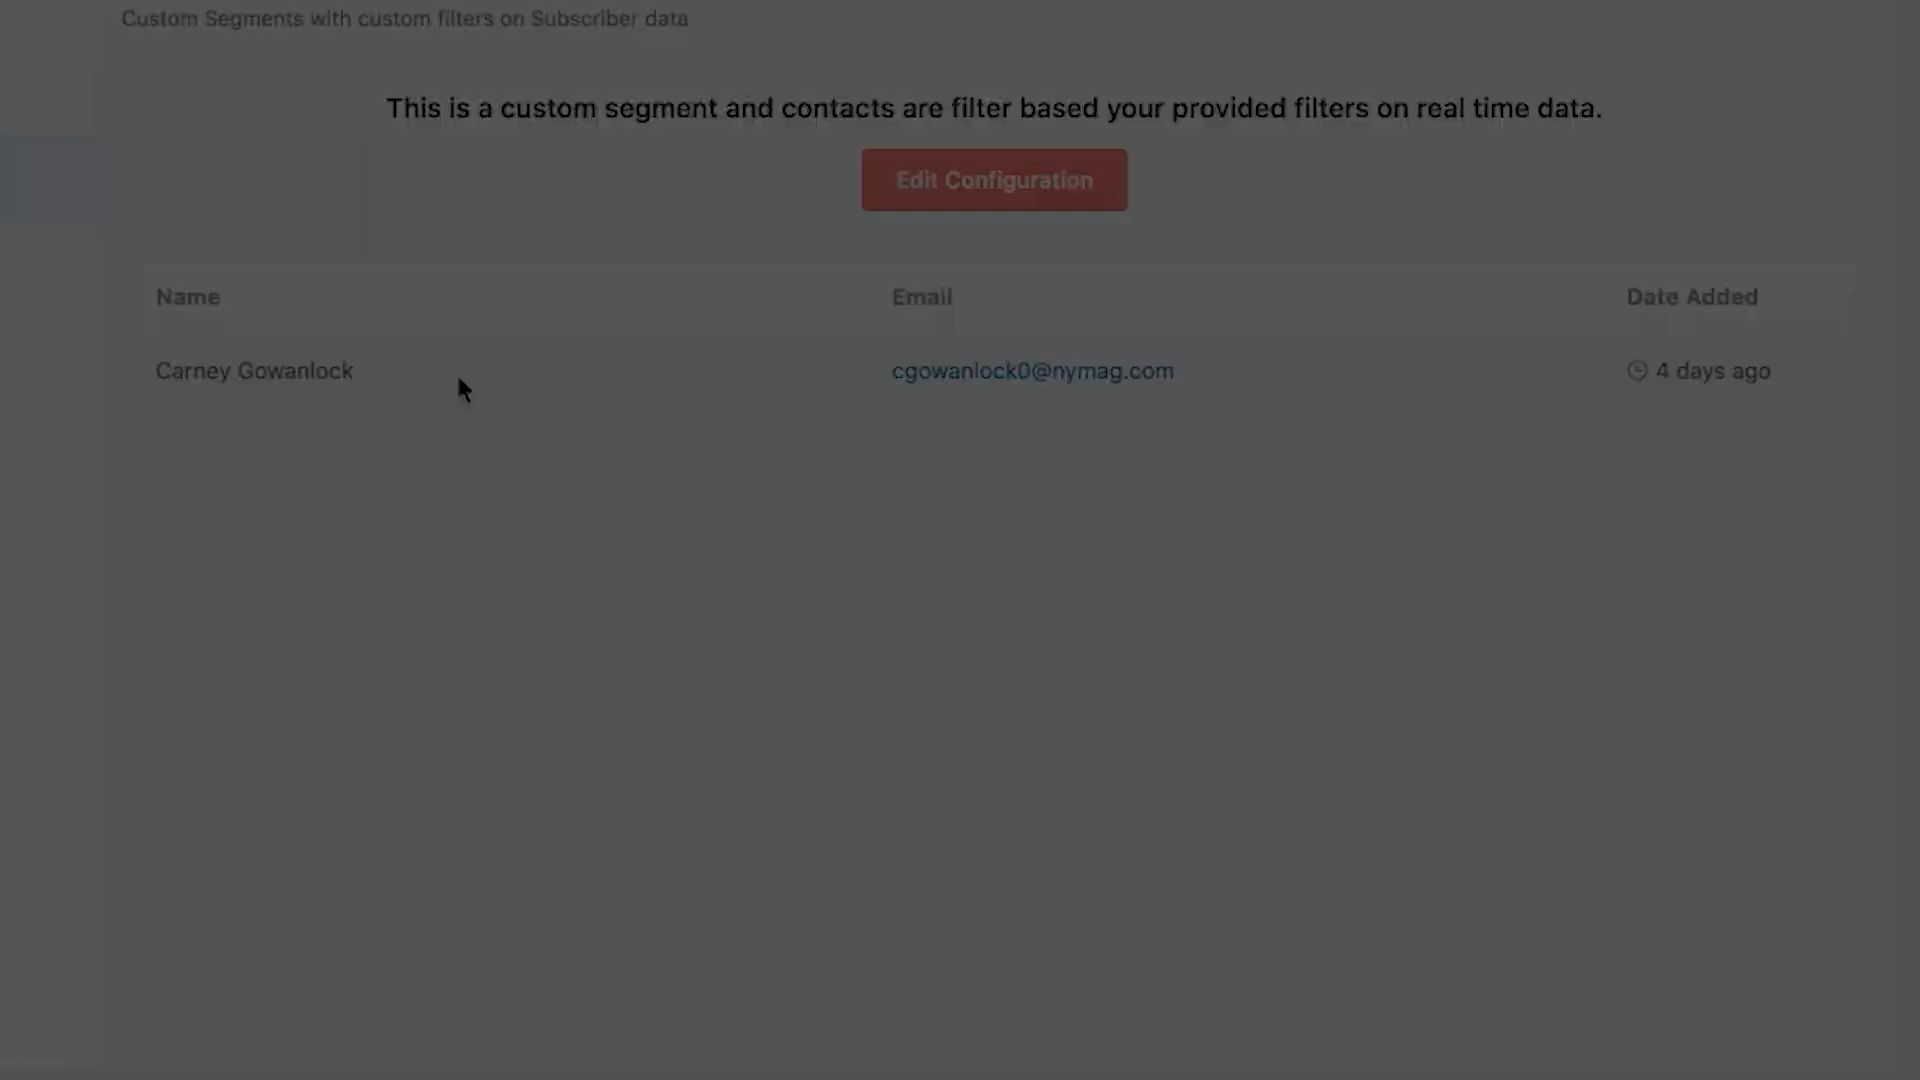 Custom Segments with custom filters on Subscriber data
This is a custom segment and contacts are filter based your provided filters on real time data.
Edit Configuration
Name Email Date Added
Carney Gowanlock cgowanlock0@nymag.com 4 days ago